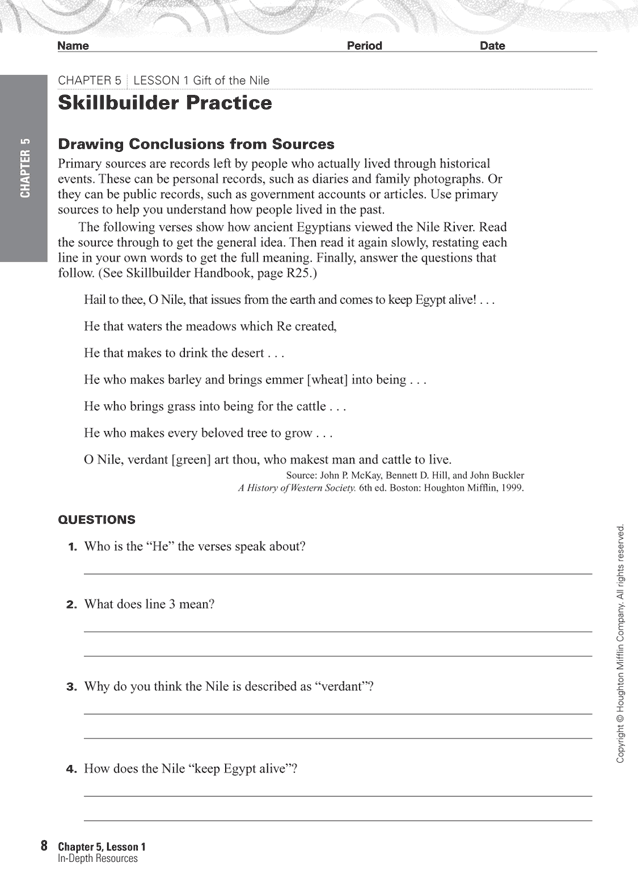 Name Period Date
CHAPTER 5 | LESSON 1 Gift of the Nile
Skillbuilder Practice
CHAPTER 5
Drawing Conclusions from Sources
Primary sources are records left by people who actually lived through historical
events. These can be personal records, such as diaries and family photographs. Or
they can be public records, such as government accounts or articles. Use primary
sources to help you understand how people lived in the past.
The following verses show how ancient Egyptians viewed the Nile River. Read
the source through to get the general idea. Then read it again slowly, restating each
line in your own words to get the full meaning. Finally, answer the questions that
follow. (See Skillbuilder Handbook, page R25.)
Hail to thee, O Nile, that issues from the earth and comes to keep Egypt alive! . . .
He that waters the meadows which Re created,
He that makes to drink the desert . . .
He who makes barley and brings emmer [wheat] into being . . .
He who brings grass into being for the cattle . . .
He who makes every beloved tree to grow . . .
O Nile, verdant [green] art thou, who makest man and cattle to live.
Source: John P. McKay, Bennett D. Hill, and John Buckler
A History of Western Society. 6th ed. Boston: Houghton Mifflin, 1999.
QUESTIONS
1. Who is the “He” the verses speak about?
2. What does line 3 mean?
3. Why do you think the Nile is described as “verdant”?
4. How does the Nile “keep Egypt alive”?
Copyright © Houghton Mifflin Company. All rights reserved.
8 Chapter 5, Lesson 1
In-Depth Resources